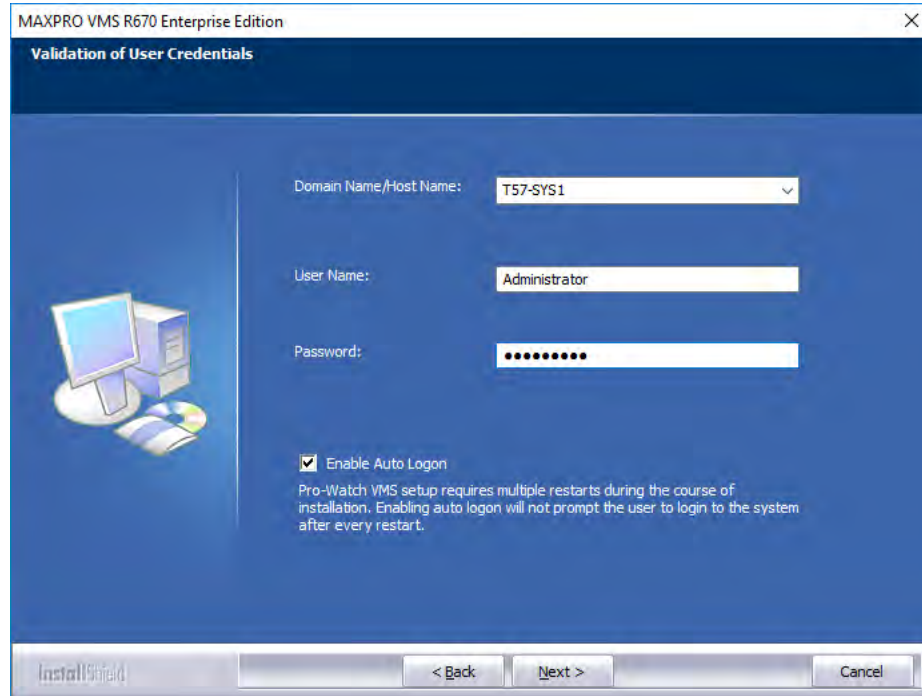 MAXPRO VMS R670 Enterprise Edition
Validation of User Credentials
Domain Name/Host Name:
T57-SYS1
User Name:
Administrator
Password:
●●●●●●●●●
Enable Auto Logon
Pro-Watch VMS setup requires multiple restarts during the course of
installation. Enabling auto logon will not prompt the user to login to the system
after every restart.
InstallShield
< Back
Next >
Cancel